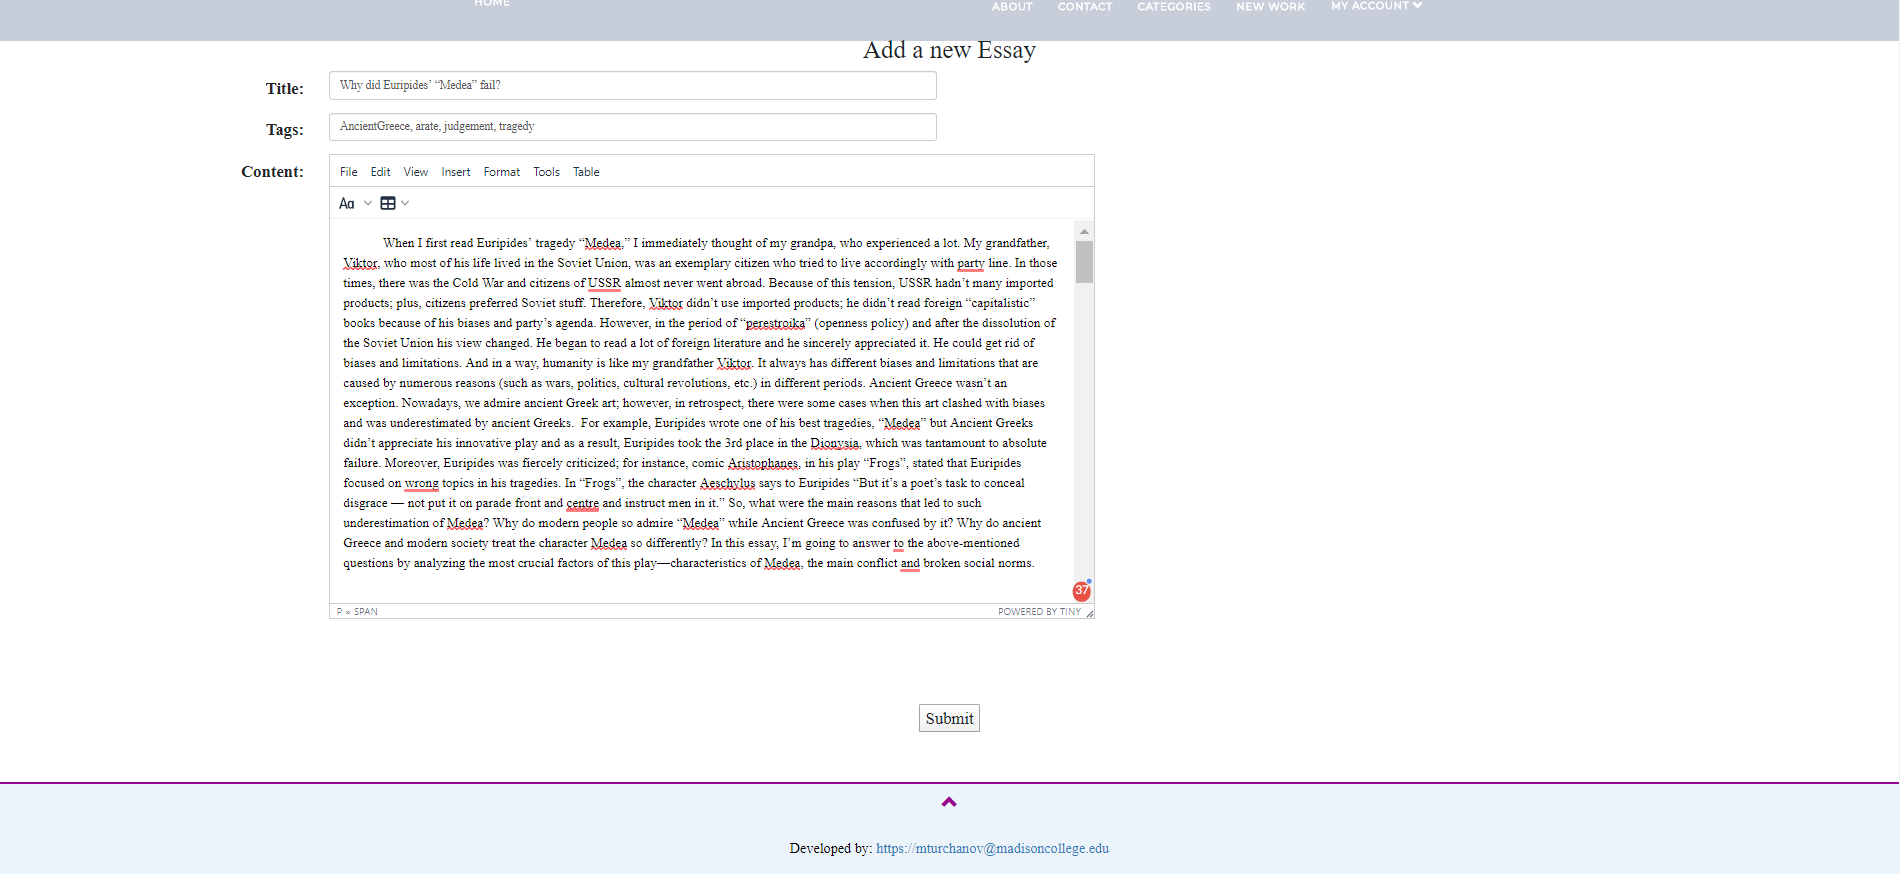 HOME
ABOUT CONTACT CATEGORIES NEW WORK MY ACCOUNT
Add a new Essay
Title: Why did Euripides’ “Medea” fail?
Tags: AncientGreece, arate, judgement, tragedy
Content:
File Edit View Insert Format Tools Table
Aa
When I first read Euripides’ tragedy “Medea,” I immediately thought of my grandpa, who experienced a lot. My grandfather,
Viktor, who most of his life lived in the Soviet Union, was an exemplary citizen who tried to live accordingly with party line. In those
times, there was the Cold War and citizens of USSR almost never went abroad. Because of this tension, USSR hadn’t many imported
products; plus, citizens preferred Soviet stuff. Therefore, Viktor didn’t use imported products; he didn’t read foreign “capitalistic”
books because of his biases and party’s agenda. However, in the period of “perestroika” (openness policy) and after the dissolution of
the Soviet Union his view changed. He began to read a lot of foreign literature and he sincerely appreciated it. He could get rid of
biases and limitations. And in a way, humanity is like my grandfather Viktor. It always has different biases and limitations that are
caused by numerous reasons (such as wars, politics, cultural revolutions, etc.) in different periods. Ancient Greece wasn’t an
exception. Nowadays, we admire ancient Greek art; however, in retrospect, there were some cases when this art clashed with biases
and was underestimated by ancient Greeks. For example, Euripides wrote one of his best tragedies, “Medea” but Ancient Greeks
didn’t appreciate his innovative play and as a result, Euripides took the 3rd place in the Dionysia, which was tantamount to absolute
failure. Moreover, Euripides was fiercely criticized; for instance, comic Aristophanes, in his play “Frogs”, stated that Euripides
focused on wrong topics in his tragedies. In “Frogs”, the character Aeschylus says to Euripides “But it’s a poet’s task to conceal
disgrace — not put it on parade front and centre and instruct men in it.” So, what were the main reasons that led to such
underestimation of Medea? Why do modern people so admire “Medea” while Ancient Greece was confused by it? Why do ancient
Greece and modern society treat the character Medea so differently? In this essay, I’m going to answer to the above-mentioned
questions by analyzing the most crucial factors of this play—characteristics of Medea, the main conflict and broken social norms.
37
P » SPAN POWERED BY TINY
Submit
Developed by: https://mturchanov@madisoncollege.edu